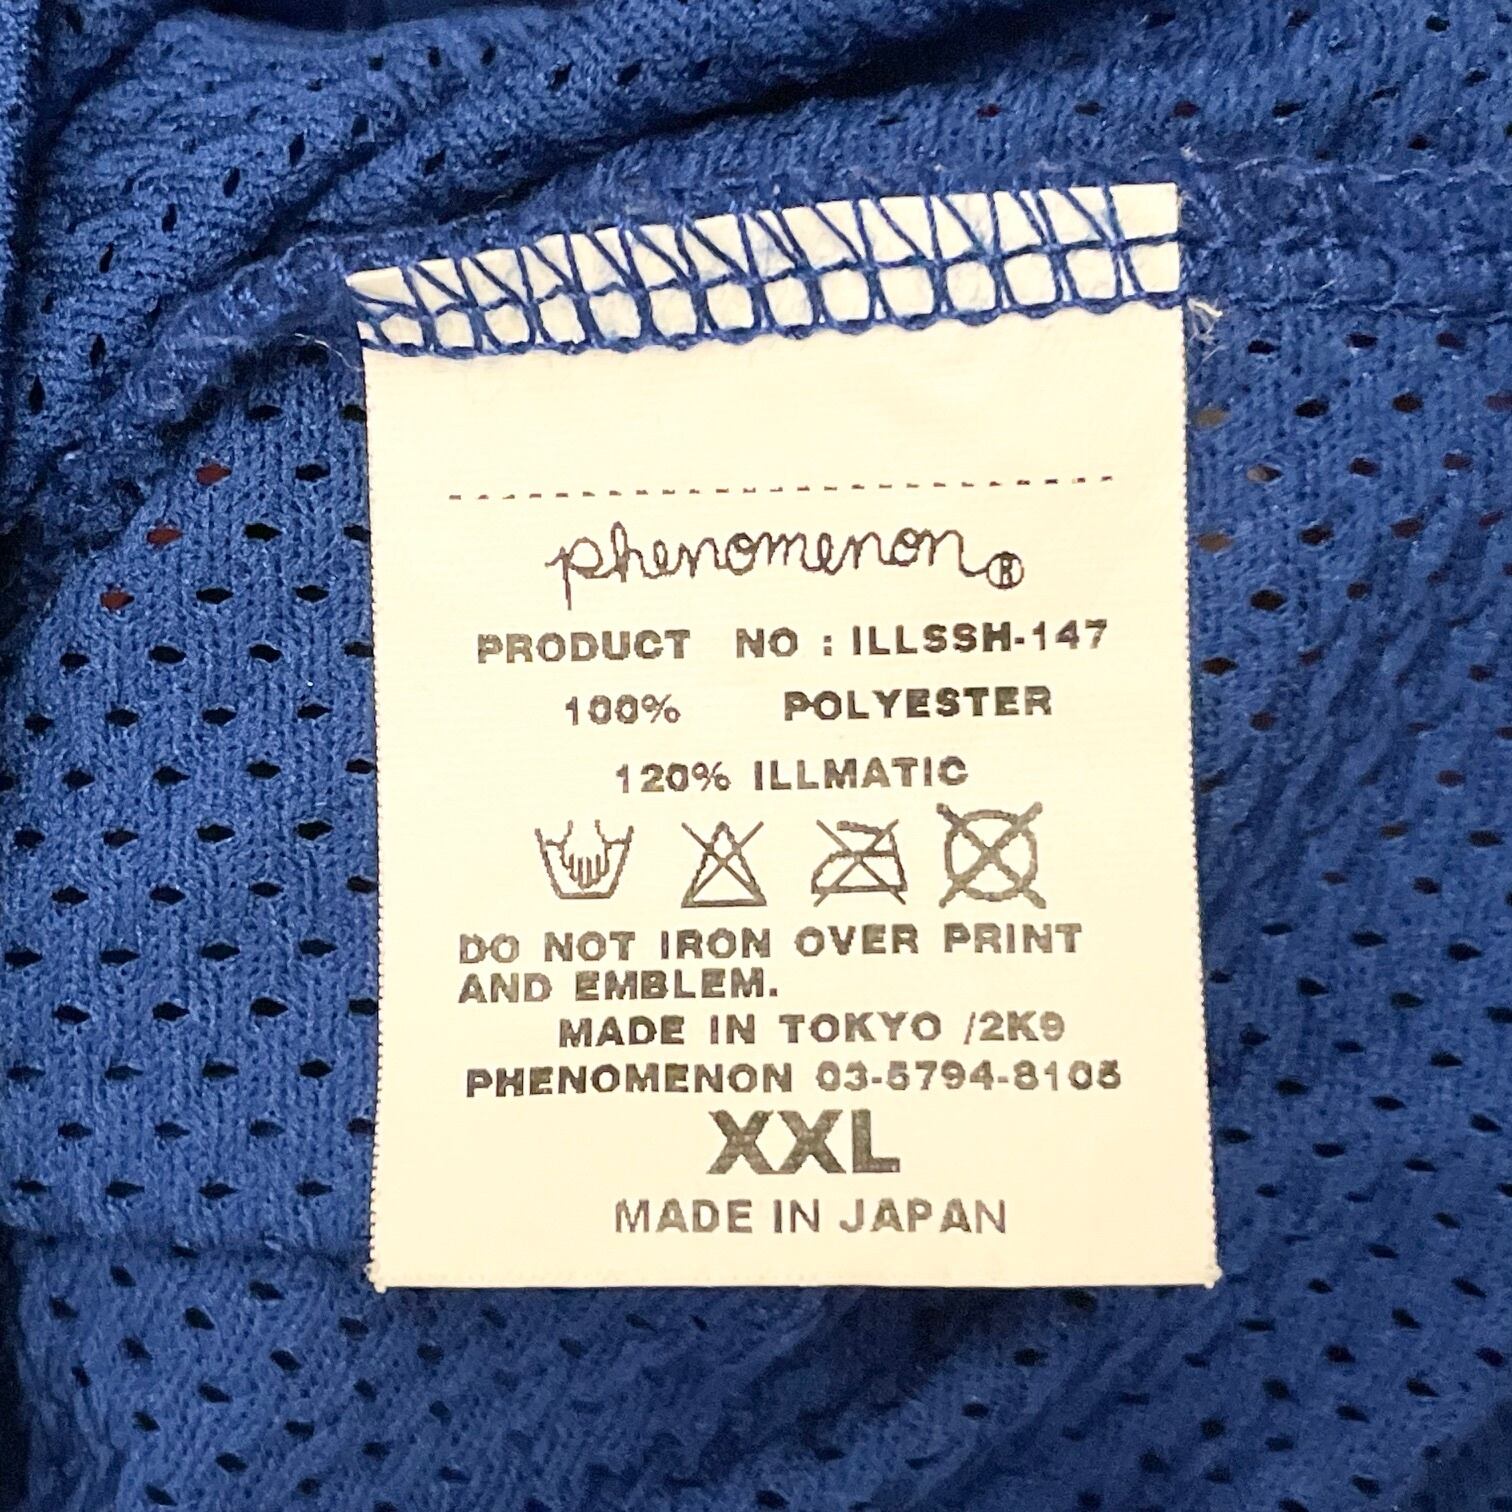 phenomenon®
PRODUCT NO : ILLSSH-147
100% POLYESTER
120% ILLMATIC
DO NOT IRON OVER PRINT
AND EMBLEM.
MADE IN TOKYO /2K9
PHENOMENON 03-5794-8105
XXL
MADE IN JAPAN